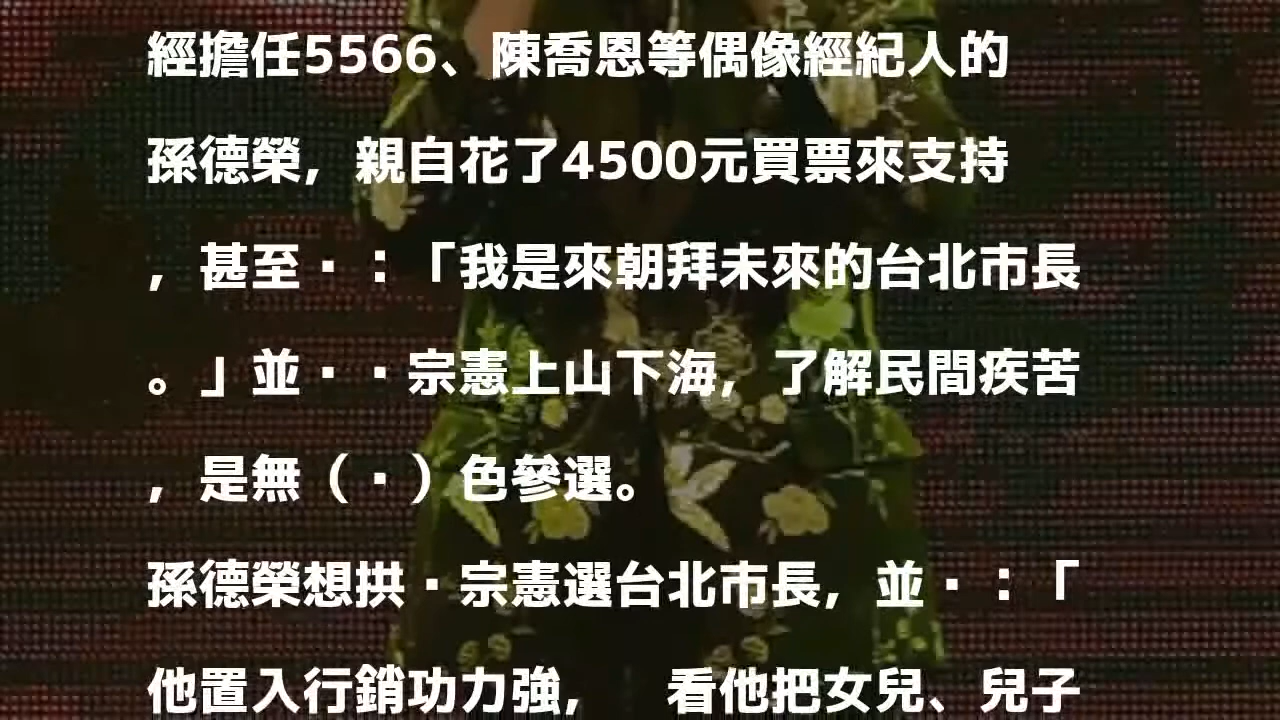 經擔任5566、陳喬恩等偶像經紀人的
孫德榮，親自花了4500元買票來支持
，甚至▪：「我是來朝拜未來的台北市長
。」並▪▪宗憲上山下海，了解民間疾苦
，是無（▪）色參選。
孫德榮想拱▪宗憲選台北市長，並▪：「
他置入行銷功力強，　看他把女兒、兒子